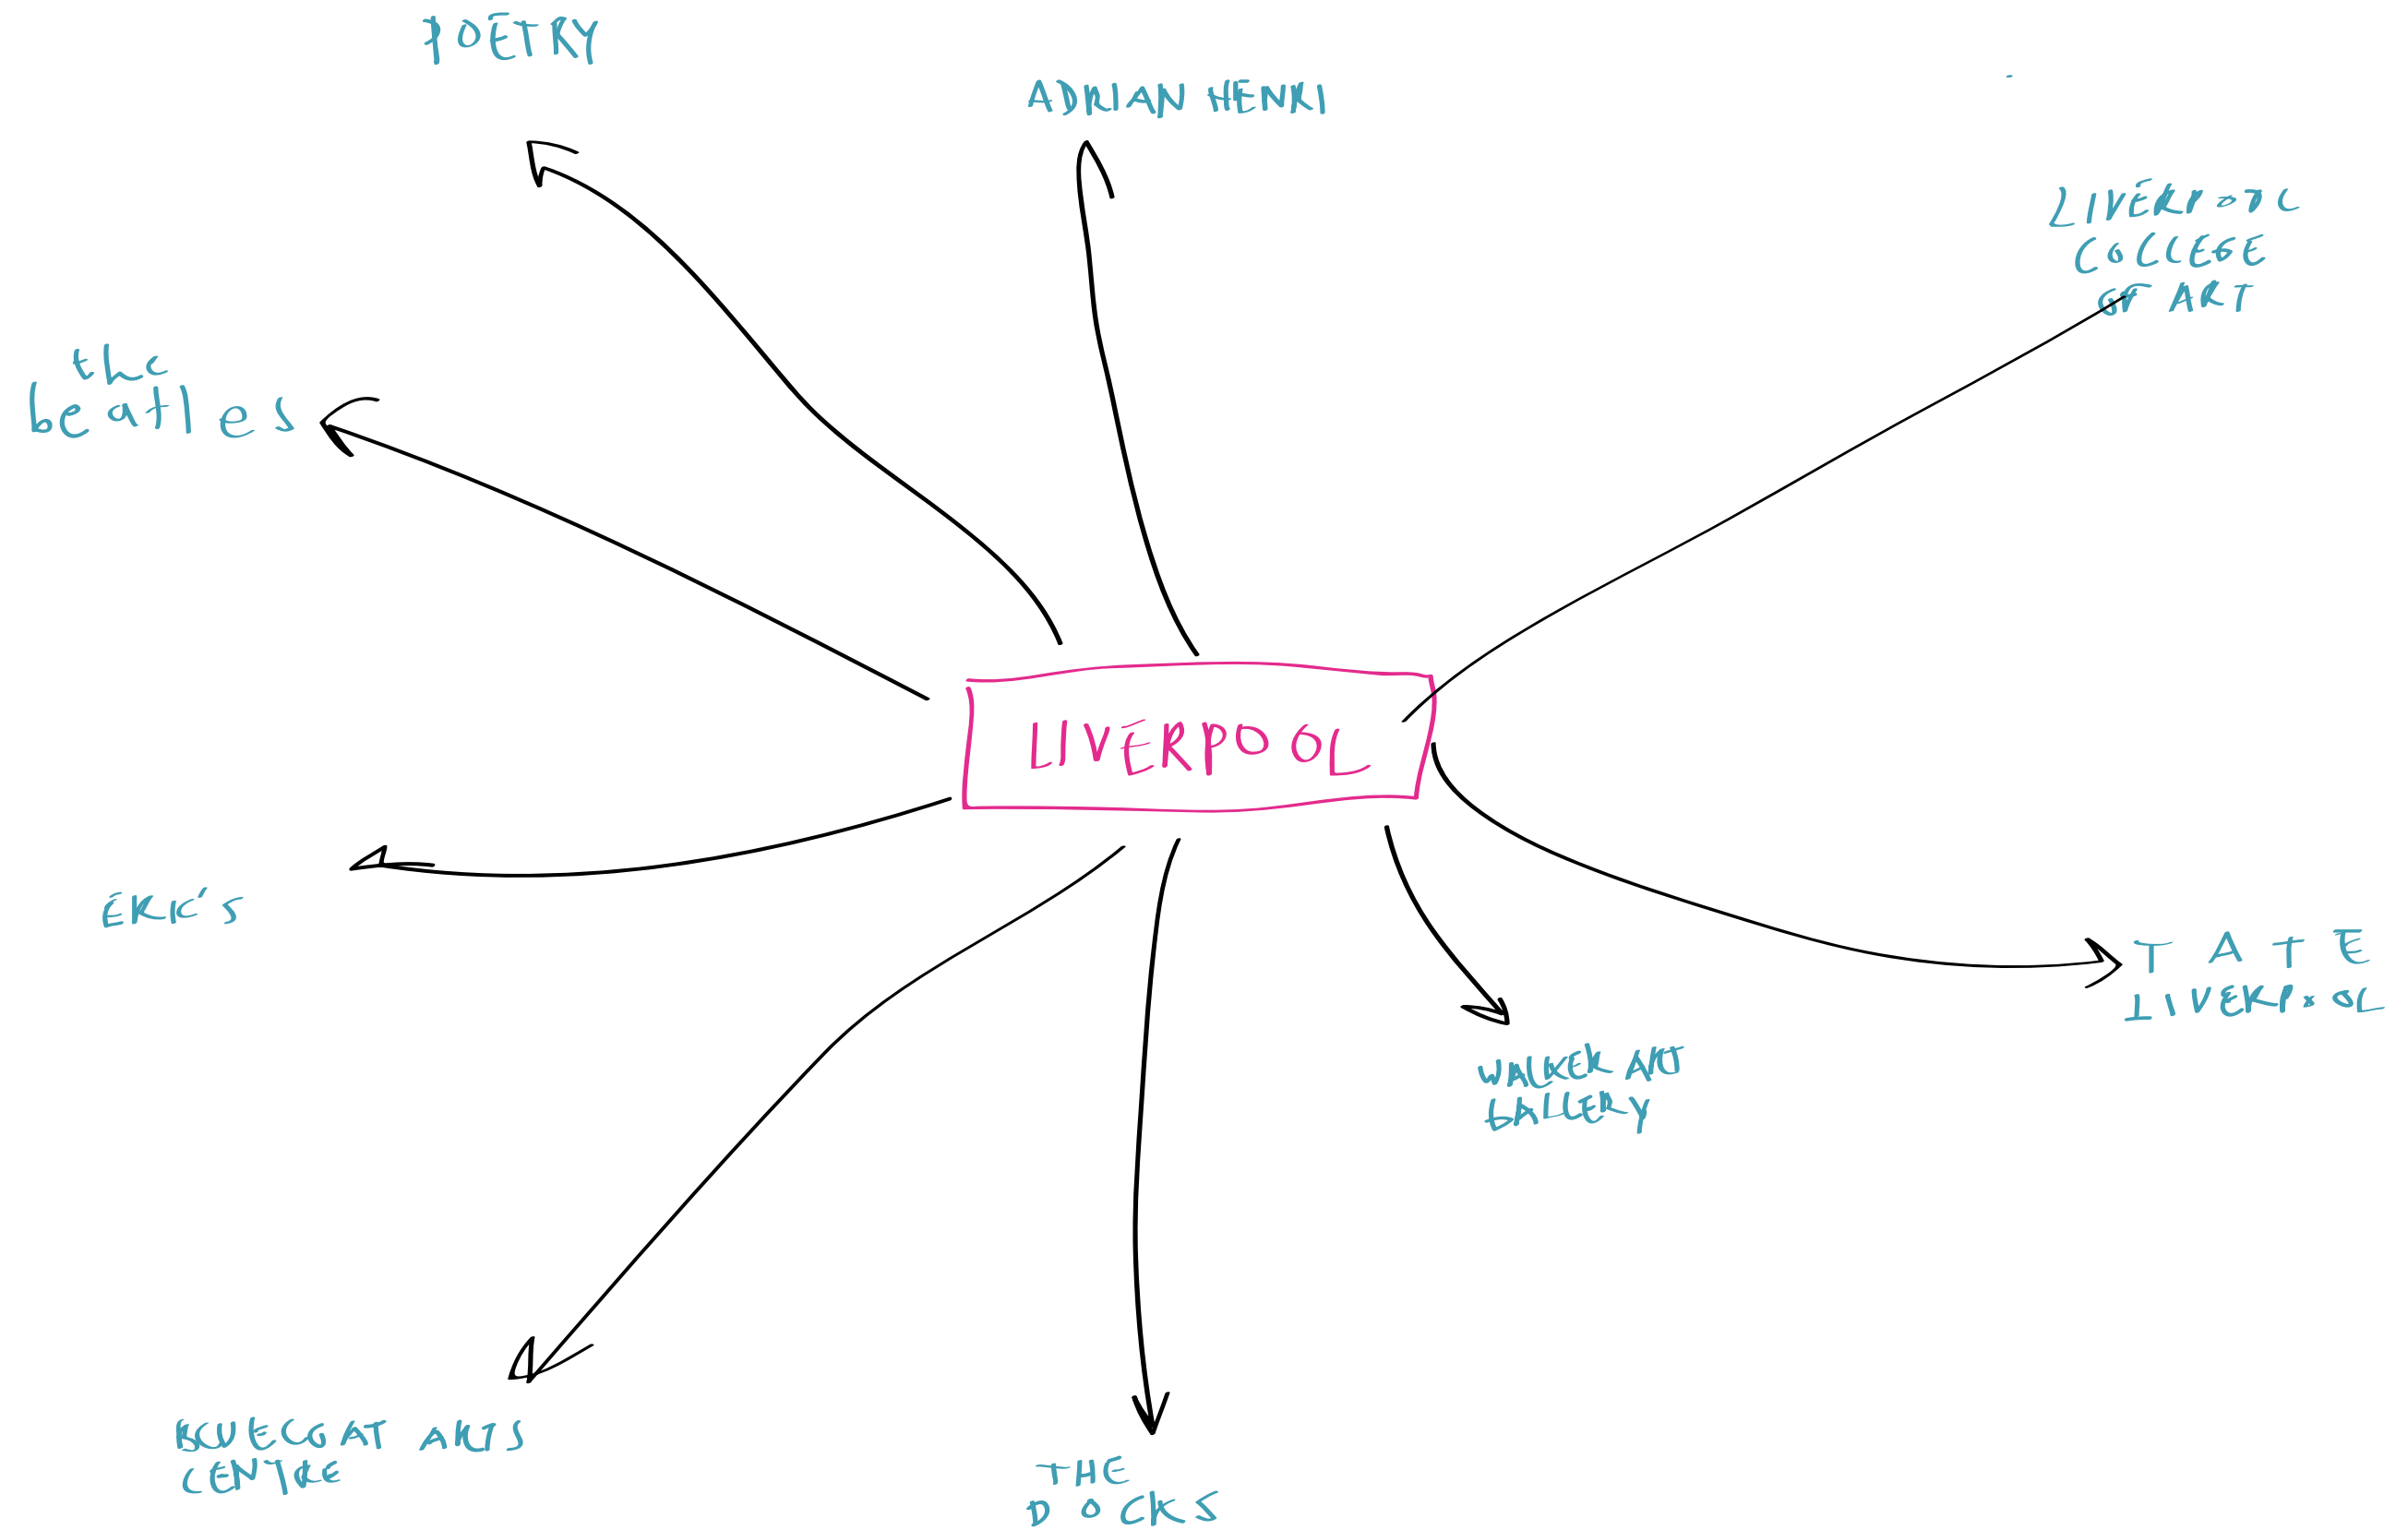 POETRY
ADRIAN HENRI
LIVERPOOL
COLLEGE
OF ART
the
beatles
LIVERPOOL
ERIC'S
TATE
LIVERPOOL
WALKER ART
GALLERY
BLUECOAT ARTS
CENTRE
THE
DOCKS